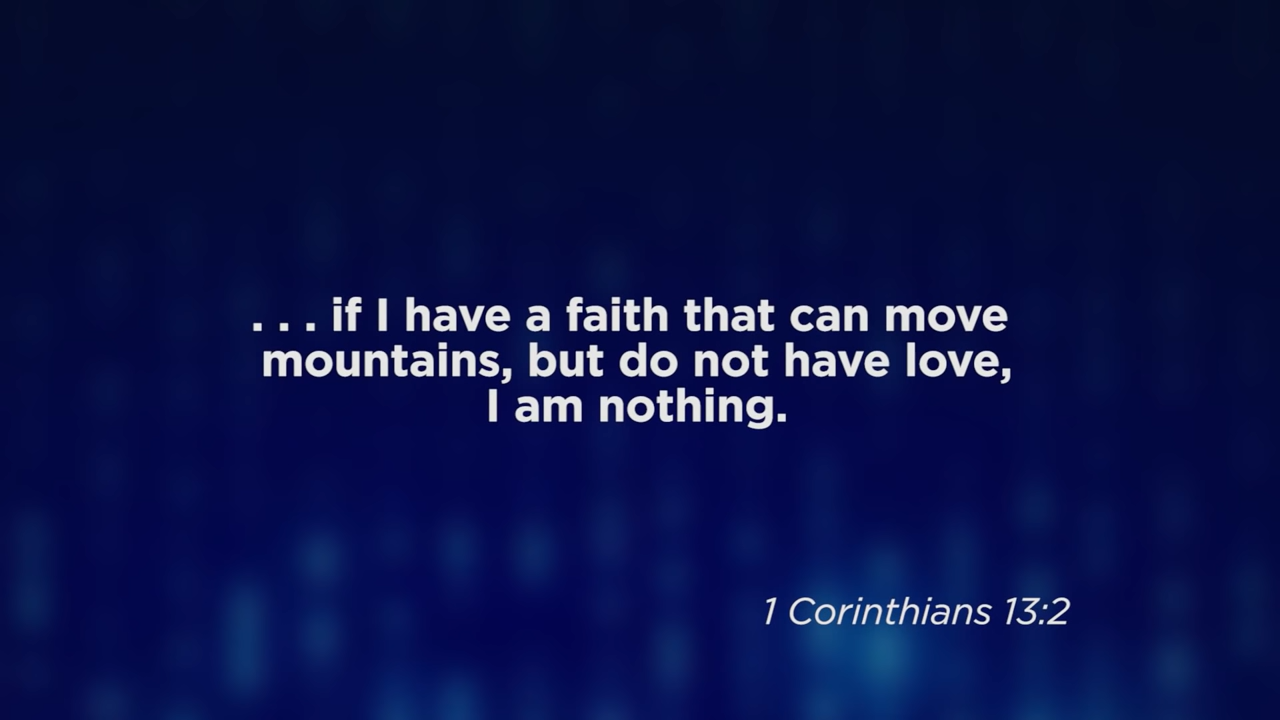 . . . if I have a faith that can move
mountains, but do not have love,
I am nothing.
1 Corinthians 13:2